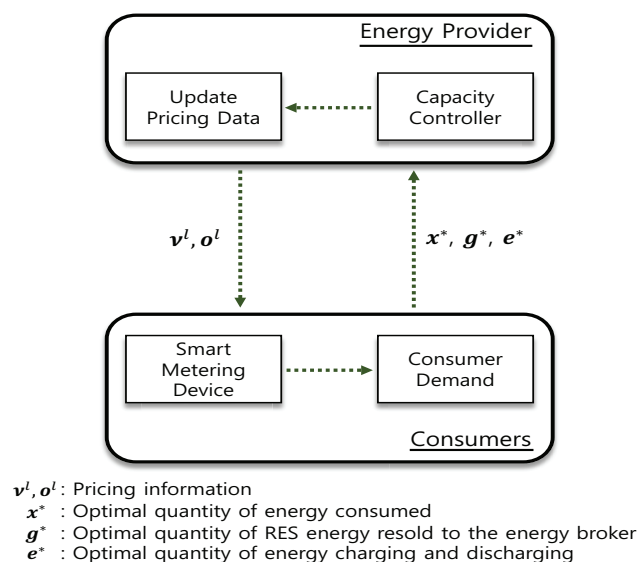 Energy Provider
Update
Pricing Data
Capacity
Controller
𝝂ˡ, 𝒐ˡ
𝒙*, 𝒈*, 𝒆*
Smart
Metering
Device
Consumer
Demand
Consumers
𝝂ˡ, 𝒐ˡ : Pricing information
𝒙* : Optimal quantity of energy consumed
𝒈* : Optimal quantity of RES energy resold to the energy broker
𝒆* : Optimal quantity of energy charging and discharging